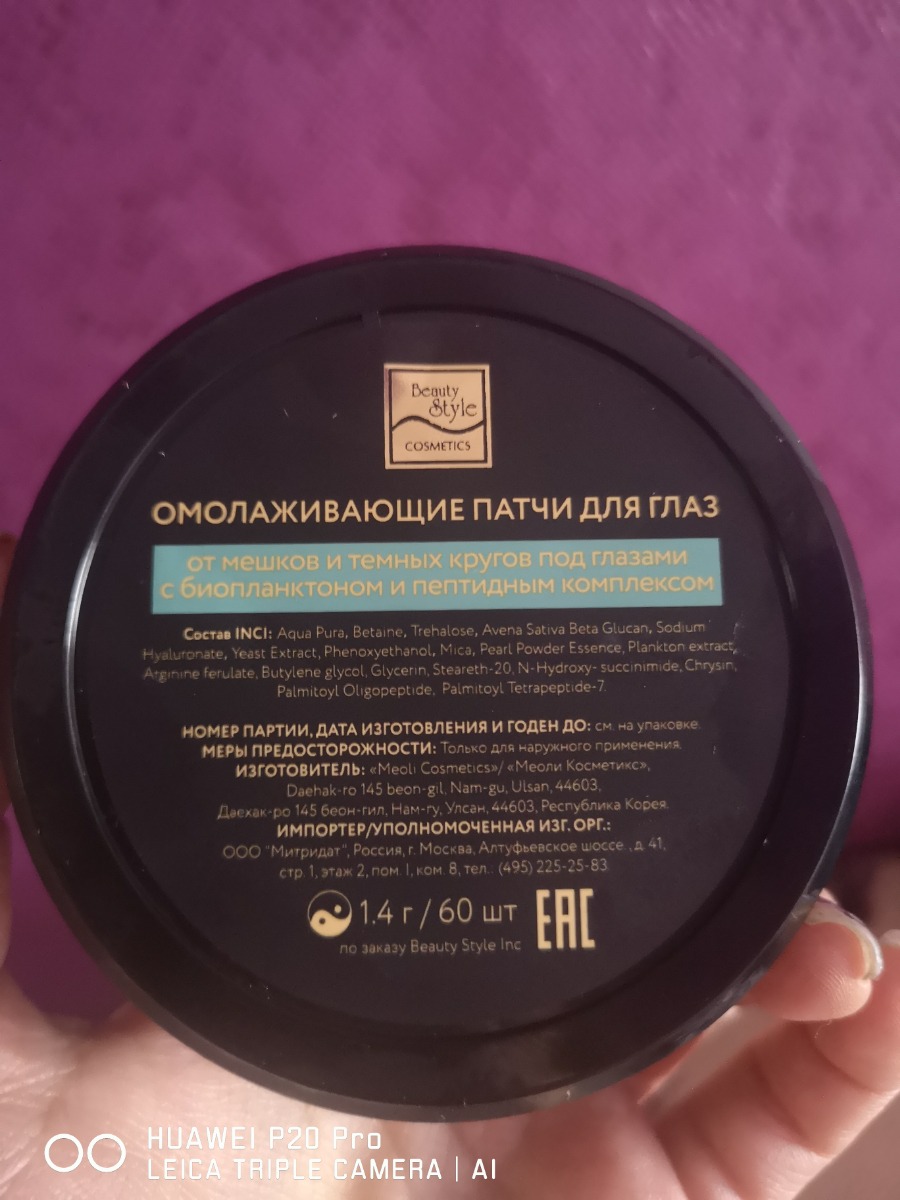 Beauty
Style
COSMETICS
ОМОЛАЖИВАЮЩИЕ ПАТЧИ ДЛЯ ГЛАЗ
от мешков и темных кругов под глазами
с биопланктоном и пептидным комплексом
Состав INCI: Aqua Pura, Betaine, Trehalose, Avena Sativa Beta Glucan, Sodium
Hyaluronate, Yeast Extract, Phenoxyethanol, Mica, Pearl Powder Essence, Plankton extract,
Arginine ferulate, Butylene glycol, Glycerin, Steareth-20, N-Hydroxy- succinimide, Chrysin,
Palmitoyl Oligopeptide, Palmitoyl Tetrapeptide-7.
НОМЕР ПАРТИИ, ДАТА ИЗГОТОВЛЕНИЯ И ГОДЕН ДО: см. на упаковке.
МЕРЫ ПРЕДОСТОРОЖНОСТИ: Только для наружного применения.
ИЗГОТОВИТЕЛЬ: «Meoli Cosmetics»/ «Меоли Косметикс»,
Daehak-ro 145 beon-gil, Nam-gu, Ulsan, 44603,
Даехак-ро 145 беон-гил, Нам-гу, Улсан, 44603, Республика Корея.
ИМПОРТЕР/УПОЛНОМОЧЕННАЯ ИЗГ. ОРГ.:
ООО "Митридат", Россия, г. Москва, Алтуфьевское шоссе., д 41,
стр. 1, этаж 2, пом. I, ком. 8, тел.: (495) 225-25-83
1.4 г / 60 шт EAC
по заказу Beauty Style Inc
HUAWEI P20 Pro
LEICA TRIPLE CAMERA | AI